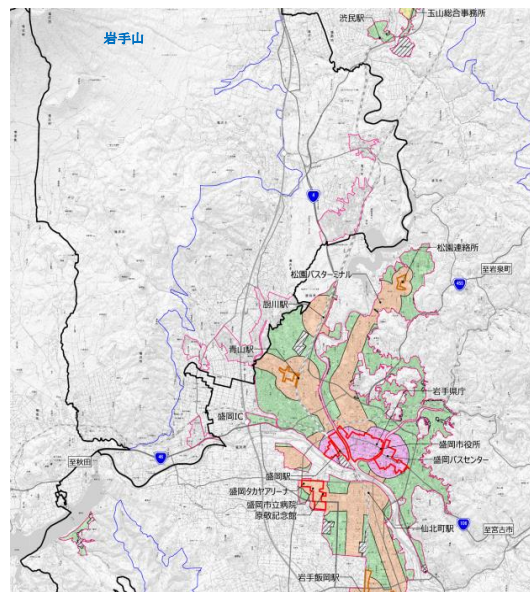 渋民駅
玉山総合事務所
岩手山
4
松園連絡所
松園バスターミナル
至岩泉町
455
厨川駅
青山駅
岩手県庁
盛岡IC
盛岡市役所
盛岡バスセンター
至秋田
46
盛岡駅
盛岡タカヤアリーナ
盛岡市立病院
原敬記念館
仙北町駅
106
至宮古市
岩手飯岡駅